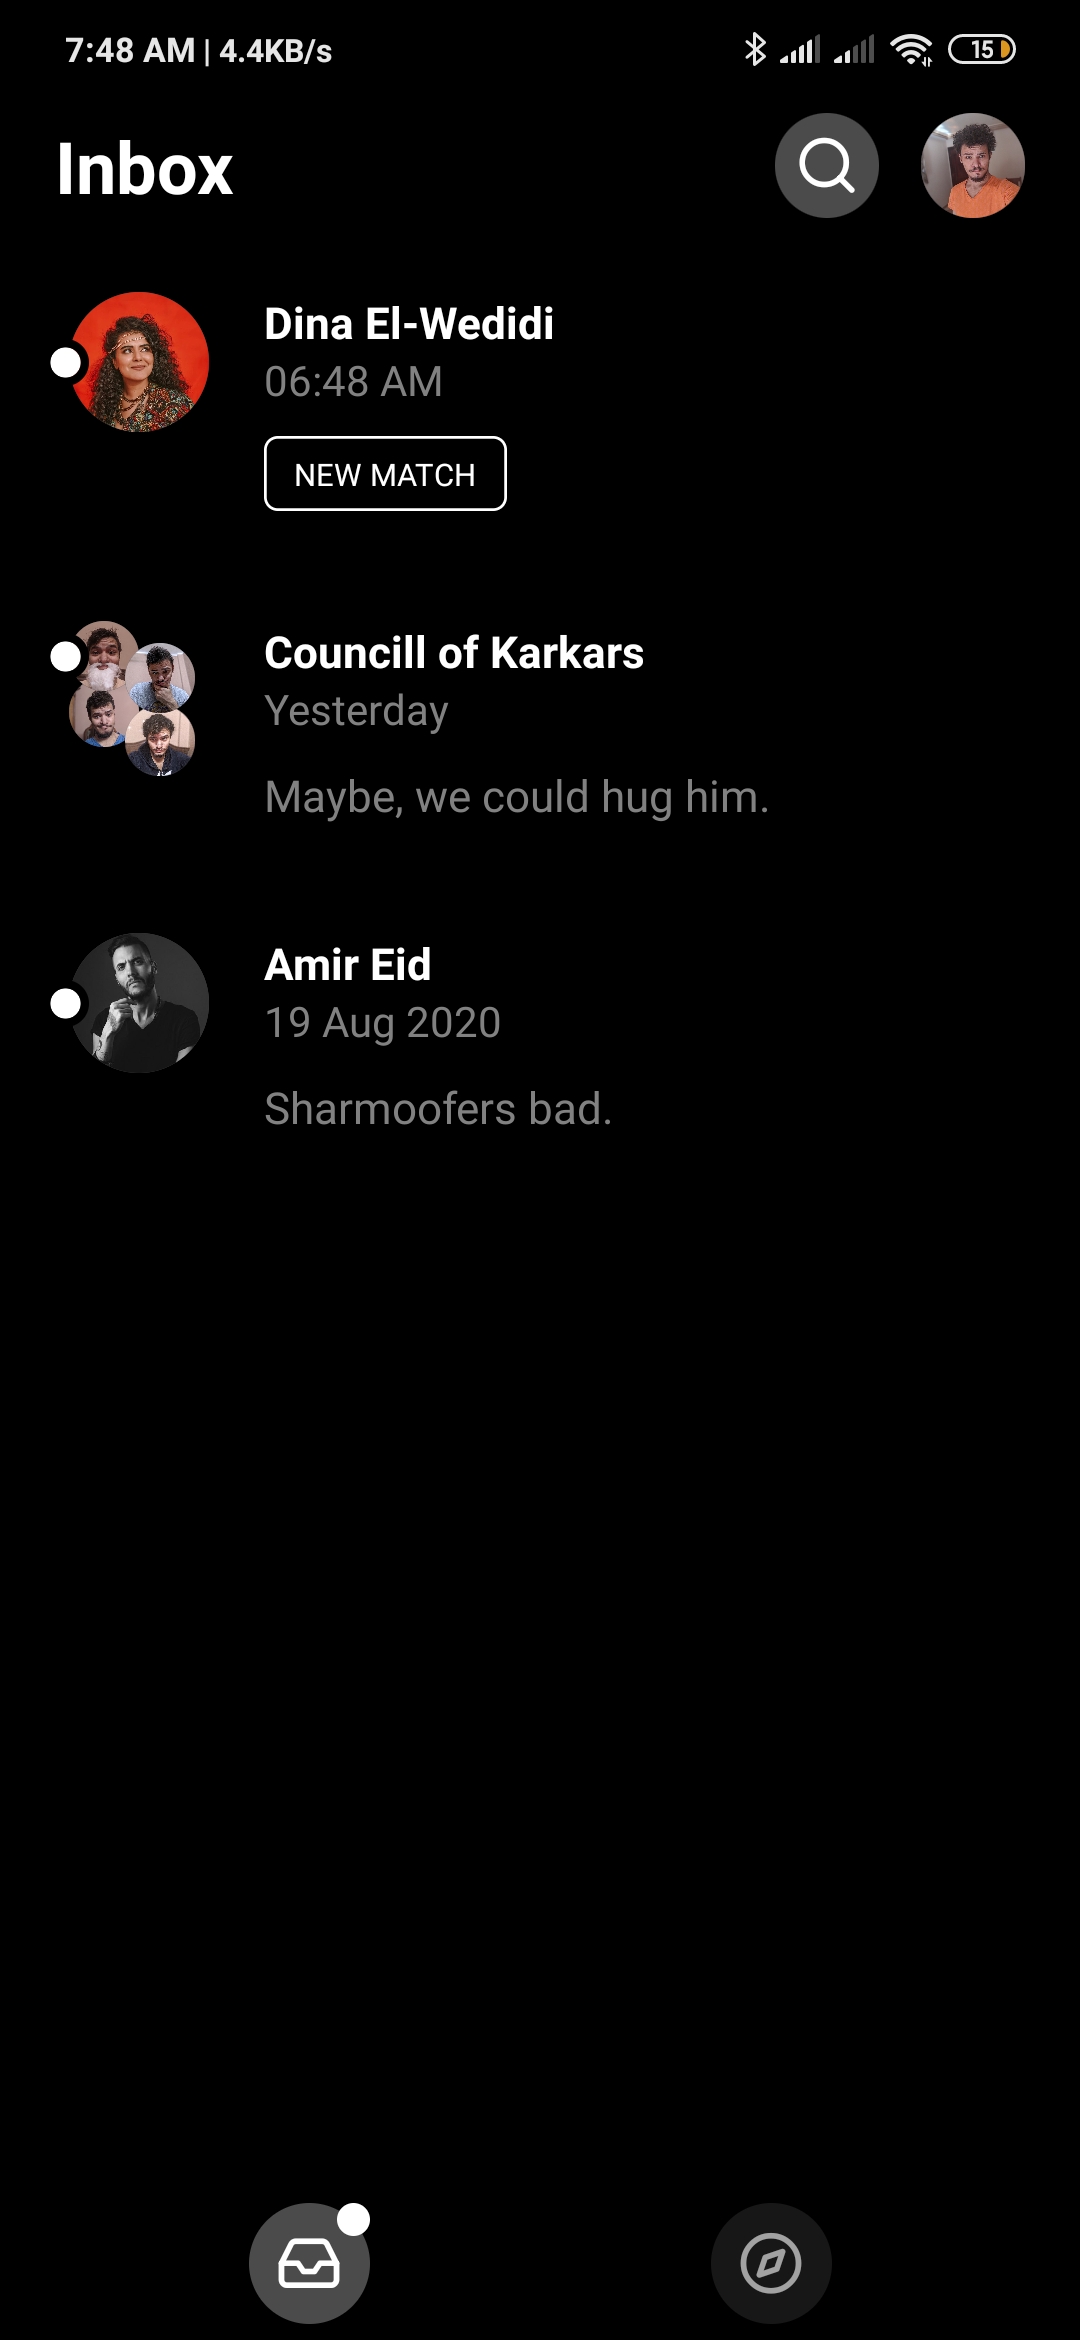 7:48 AM | 4.4KB/s
15
Inbox
Dina El-Wedidi
06:48 AM
NEW MATCH
Councill of Karkars
Yesterday
Maybe, we could hug him.
Amir Eid
19 Aug 2020
Sharmoofers bad.